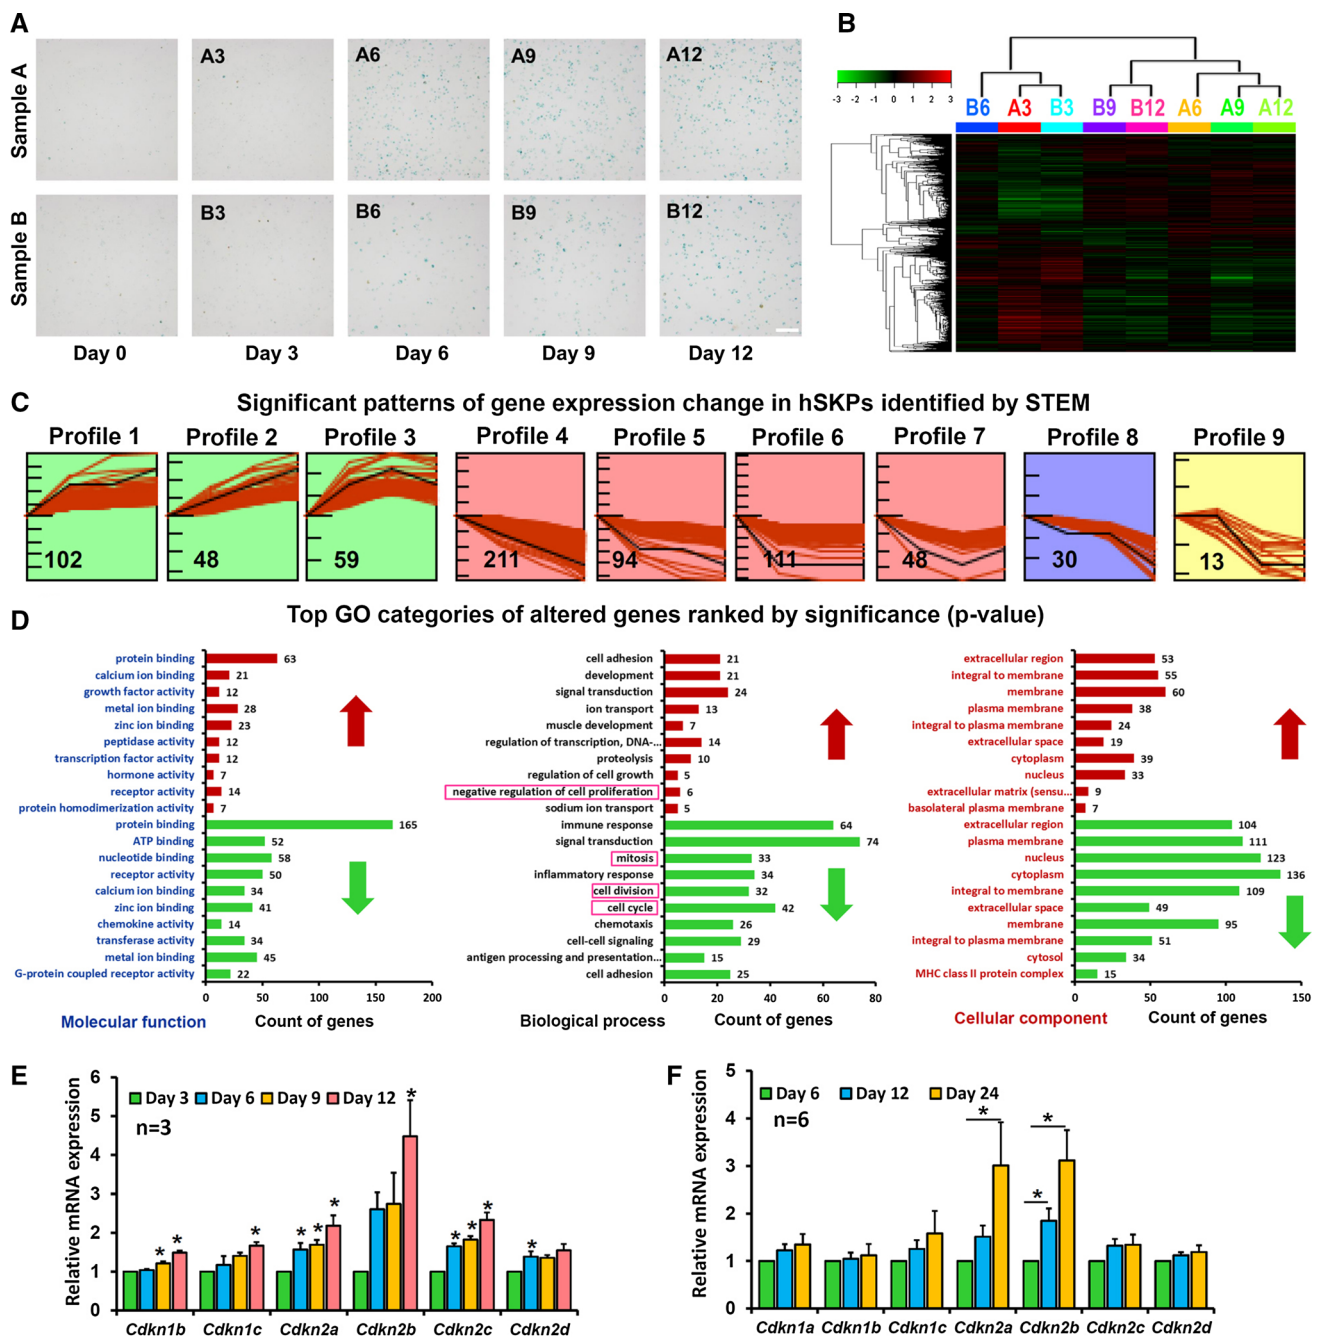 A
Sample A
A3
A6
A9
A12
Sample B
B3
B6
B9
B12
Day 0
Day 3
Day 6
Day 9
Day 12
B
-3 -2 -1 0 1 2 3
B6 A3 B3 B9 B12 A6 A9 A12
C
Significant patterns of gene expression change in hSKPs identified by STEM
Profile 1
Profile 2
Profile 3
Profile 4
Profile 5
Profile 6
Profile 7
Profile 8
Profile 9
102
48
59
211
94
111
48
30
13
D
Top GO categories of altered genes ranked by significance (p-value)
protein binding 63
calcium ion binding 21
growth factor activity 12
metal ion binding 28
zinc ion binding 23
peptidase activity 12
transcription factor activity 12
hormone activity 7
receptor activity 14
protein homodimerization activity 7
protein binding 165
ATP binding 52
nucleotide binding 58
receptor activity 50
calcium ion binding 34
zinc ion binding 41
chemokine activity 14
transferase activity 34
metal ion binding 45
G-protein coupled receptor activity 22
0 50 100 150 200
Molecular function
Count of genes
cell adhesion 21
development 21
signal transduction 24
ion transport 13
muscle development 7
regulation of transcription, DNA-... 14
proteolysis 10
regulation of cell growth 5
negative regulation of cell proliferation 6
sodium ion transport 5
immune response 64
signal transduction 74
mitosis 33
inflammatory response 34
cell division 32
cell cycle 42
chemotaxis 26
cell-cell signaling 29
antigen processing and presentation... 15
cell adhesion 25
0 20 40 60 80
Biological process
Count of genes
extracellular region 53
integral to membrane 55
membrane 60
plasma membrane 38
integral to plasma membrane 24
extracellular space 19
cytoplasm 39
nucleus 33
extracellular matrix (sensu... 9
basolateral plasma membrane 7
extracellular region 104
plasma membrane 111
nucleus 123
cytoplasm 136
integral to membrane 109
extracellular space 49
membrane 95
integral to plasma membrane 51
cytosol 34
MHC class II protein complex 15
0 50 100 150
Cellular component
Count of genes
E
Relative mRNA expression
6
5
4
3
2
1
0
Day 3 Day 6 Day 9 Day 12
n=3
* * * * * * * * * * *
Cdkn1b Cdkn1c Cdkn2a Cdkn2b Cdkn2c Cdkn2d
F
Relative mRNA expression
5
4
3
2
1
0
Day 6 Day 12 Day 24
n=6
* * *
Cdkn1a Cdkn1b Cdkn1c Cdkn2a Cdkn2b Cdkn2c Cdkn2d